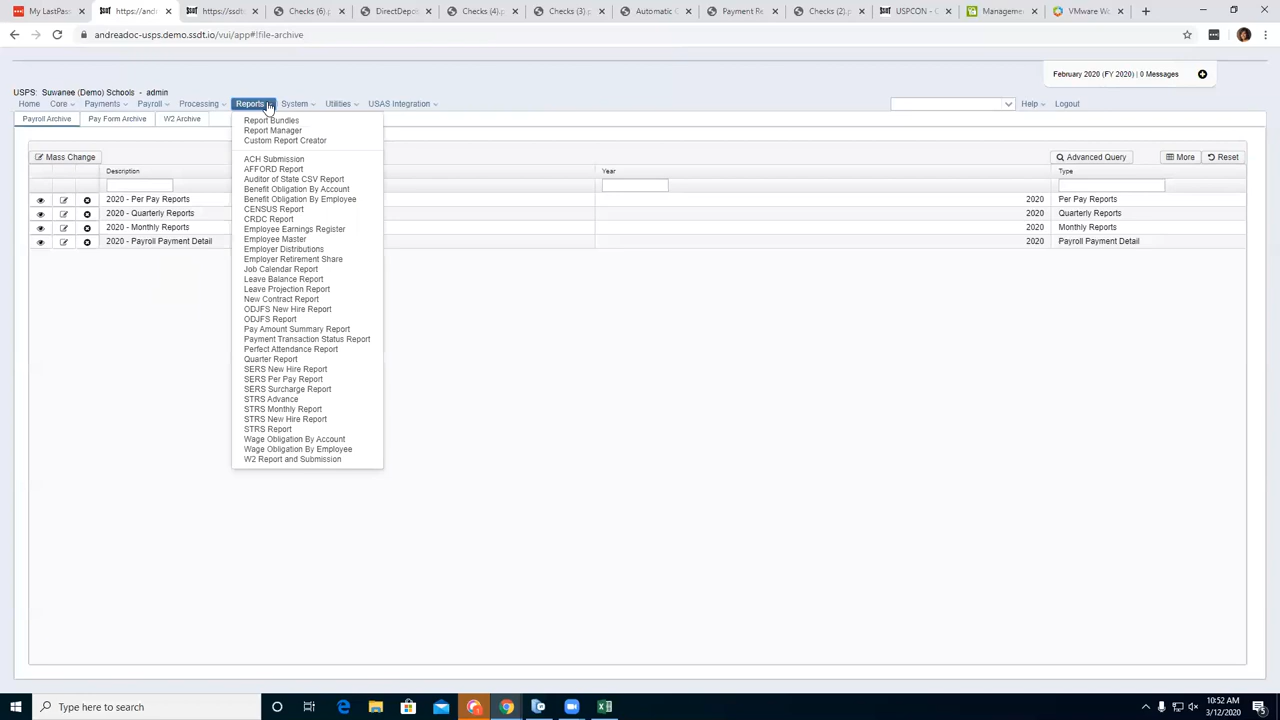 My LastPass
https://andre
https://ssdt
Checks (6).p
DirectDepos
Checks (4).p
Checks (3).p
Automatic C
Payment Re
Checks (2).p
USPCON - C
Management
VMware Wo
andreadoc-usps.demo.ssdt.io/vui/app#!file-archive
February 2020 (FY 2020) | 0 Messages
USPS: Suwanee (Demo) Schools - admin
Home Core Payments Payroll Processing Reports System Utilities USAS Integration Help Logout
Payroll Archive Pay Form Archive W2 Archive
Report Bundles
Report Manager
Custom Report Creator
Mass Change
Advanced Query More Reset
Description Year Type
2020 - Per Pay Reports 2020 Per Pay Reports
2020 - Quarterly Reports 2020 Quarterly Reports
2020 - Monthly Reports 2020 Monthly Reports
2020 - Payroll Payment Detail 2020 Payroll Payment Detail
ACH Submission
AFFORD Report
Auditor of State CSV Report
Benefit Obligation By Account
Benefit Obligation By Employee
CENSUS Report
CRDC Report
Employee Earnings Register
Employee Master
Employer Distributions
Employer Retirement Share
Job Calendar Report
Leave Balance Report
Leave Projection Report
New Contract Report
ODJFS New Hire Report
ODJFS Report
Pay Amount Summary Report
Payment Transaction Status Report
Perfect Attendance Report
Quarter Report
SERS New Hire Report
SERS Per Pay Report
SERS Surcharge Report
STRS Advance
STRS Monthly Report
STRS New Hire Report
STRS Report
Wage Obligation By Account
Wage Obligation By Employee
W2 Report and Submission
Type here to search
10:52 AM
3/12/2020